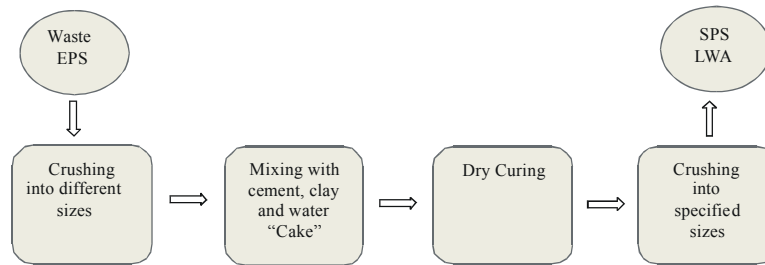 Waste
EPS
SPS
LWA
Crushing
into different
sizes
Mixing with
cement, clay
and water
“Cake”
Dry Curing
Crushing
into
specified
sizes